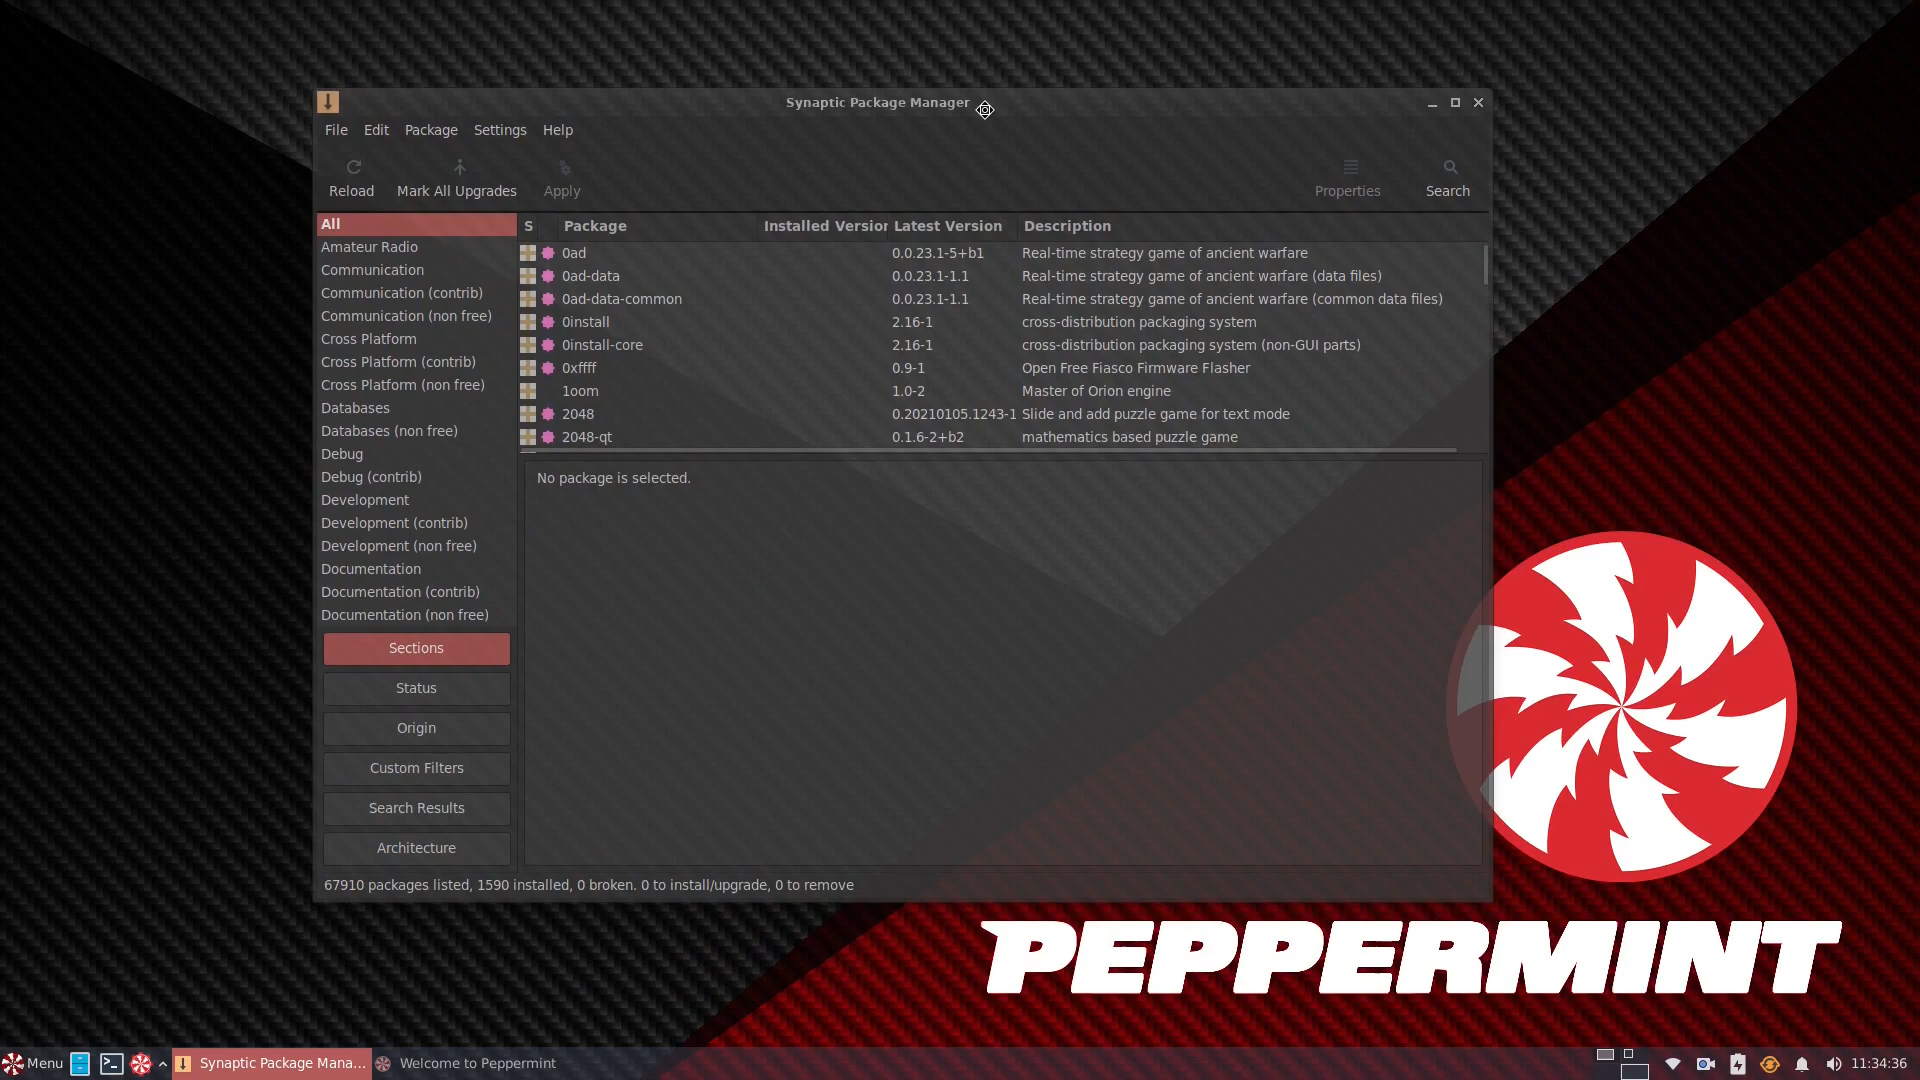 Synaptic Package Manager
File Edit Package Settings Help
Reload Mark All Upgrades Apply Properties Search
All
Amateur Radio
Communication
Communication (contrib)
Communication (non free)
Cross Platform
Cross Platform (contrib)
Cross Platform (non free)
Databases
Databases (non free)
Debug
Debug (contrib)
Development
Development (contrib)
Development (non free)
Documentation
Documentation (contrib)
Documentation (non free)
Sections
Status
Origin
Custom Filters
Search Results
Architecture
S Package Installed Version Latest Version Description
0ad 0.0.23.1-5+b1 Real-time strategy game of ancient warfare
0ad-data 0.0.23.1-1.1 Real-time strategy game of ancient warfare (data files)
0ad-data-common 0.0.23.1-1.1 Real-time strategy game of ancient warfare (common data files)
0install 2.16-1 cross-distribution packaging system
0install-core 2.16-1 cross-distribution packaging system (non-GUI parts)
0xffff 0.9-1 Open Free Fiasco Firmware Flasher
1oom 1.0-2 Master of Orion engine
2048 0.20210105.1243-1 Slide and add puzzle game for text mode
2048-qt 0.1.6-2+b2 mathematics based puzzle game
No package is selected.
67910 packages listed, 1590 installed, 0 broken. 0 to install/upgrade, 0 to remove
PEPPERMINT
Menu Synaptic Package Mana... Welcome to Peppermint 11:34:36